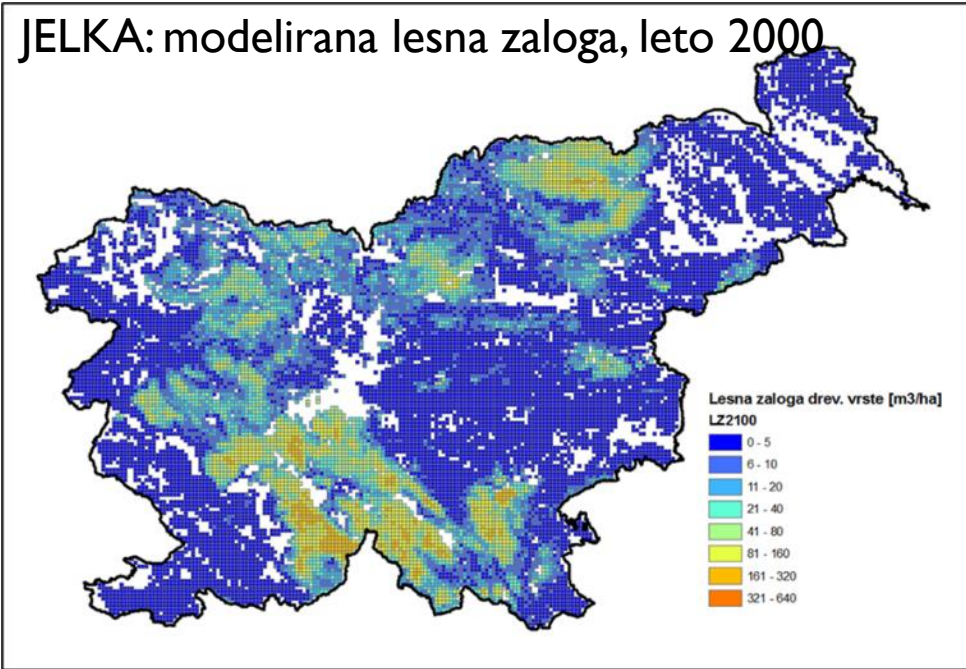 JELKA: modelirana lesna zaloga, leto 2000
Lesna zaloga drev. vrste [m3/ha]
LZ2100
0 - 5
6 - 10
11 - 20
21 - 40
41 - 80
81 - 160
161 - 320
321 - 640